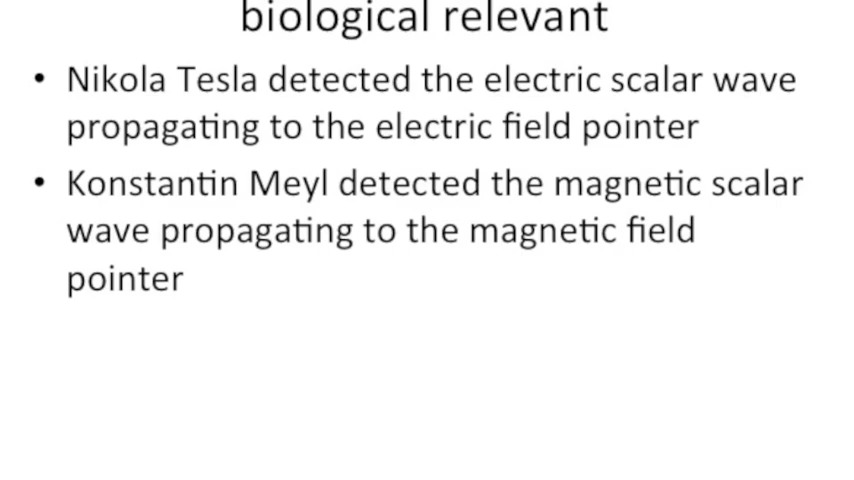 biological relevant
• Nikola Tesla detected the electric scalar wave
propagating to the electric field pointer
• Konstantin Meyl detected the magnetic scalar
wave propagating to the magnetic field
pointer